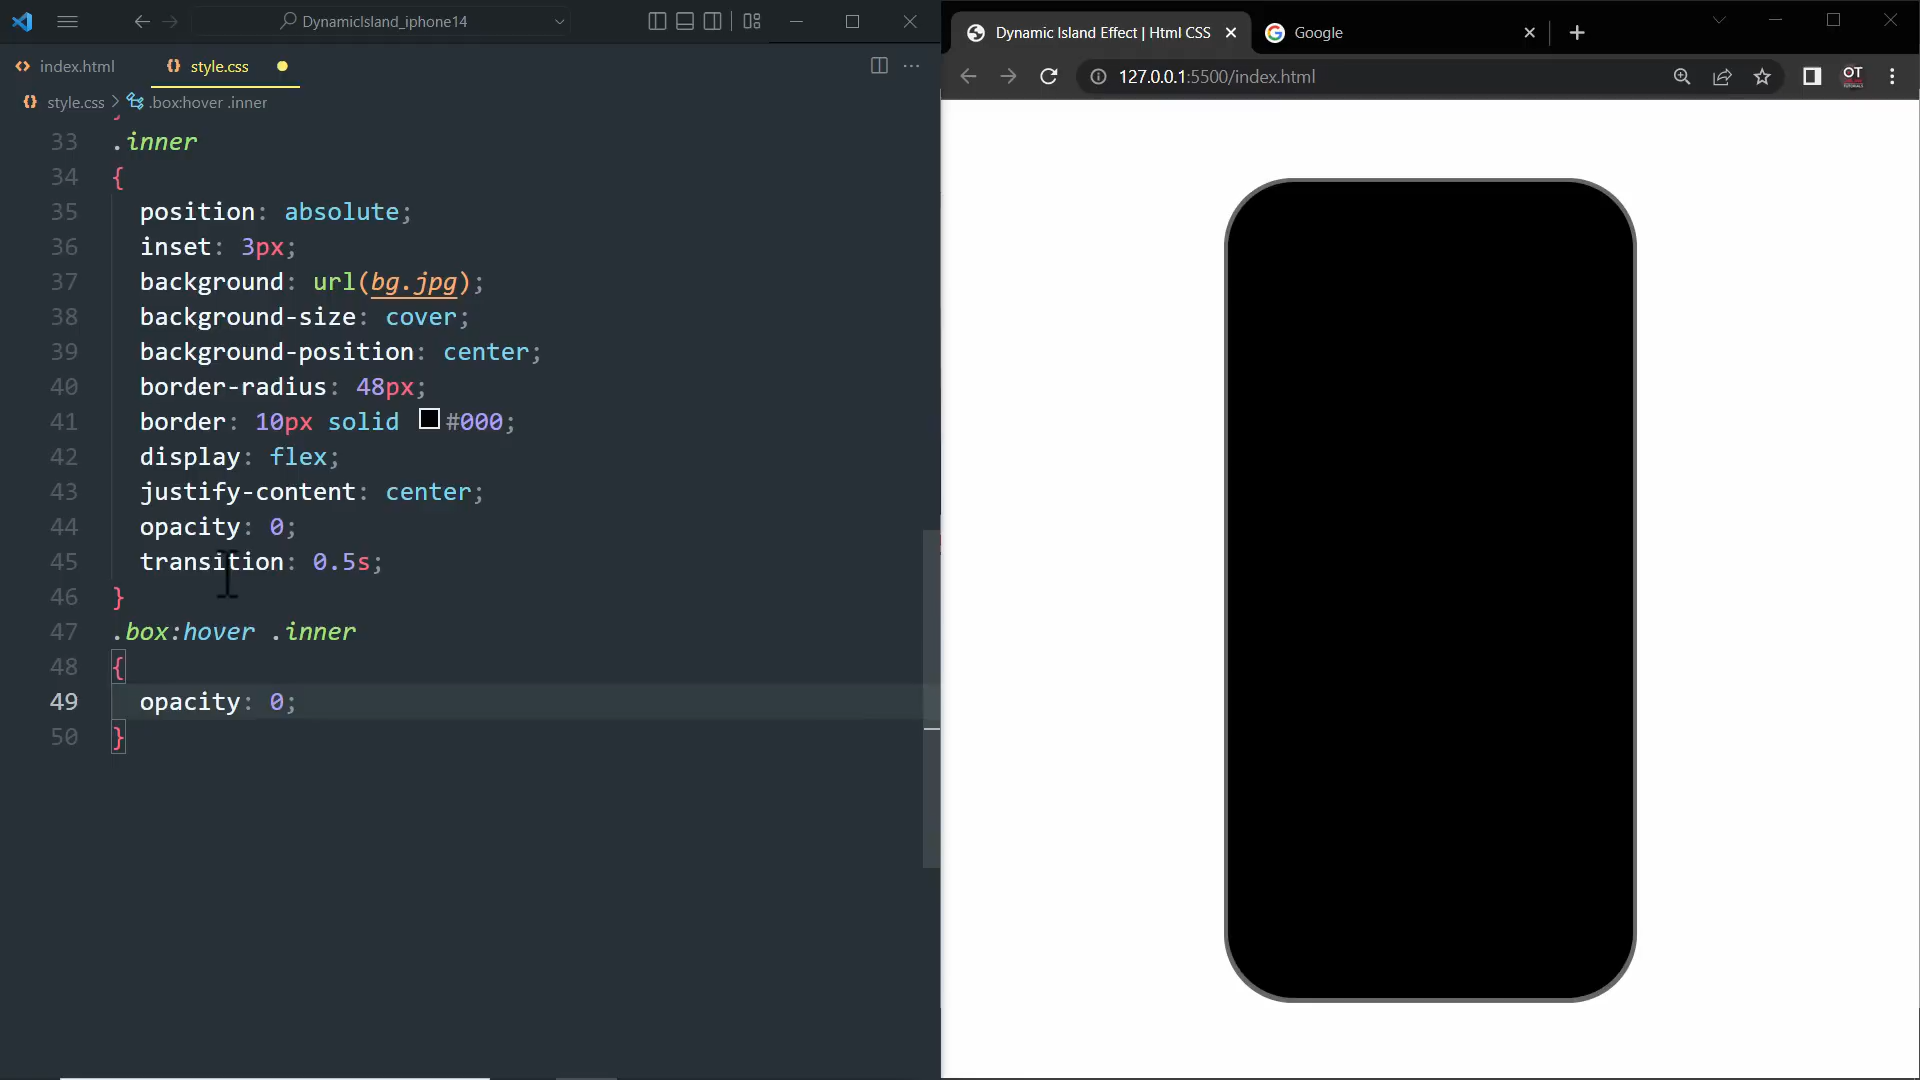 DynamicIsland_iphone14
index.html
style.css
style.css > .box:hover .inner
33 .inner
34 {
35 position: absolute;
36 inset: 3px;
37 background: url(bg.jpg);
38 background-size: cover;
39 background-position: center;
40 border-radius: 48px;
41 border: 10px solid #000;
42 display: flex;
43 justify-content: center;
44 opacity: 0;
45 transition: 0.5s;
46 }
47 .box:hover .inner
48 {
49 opacity: 0;
50 }
Dynamic Island Effect | Html CSS
Google
127.0.0.1:5500/index.html
OT